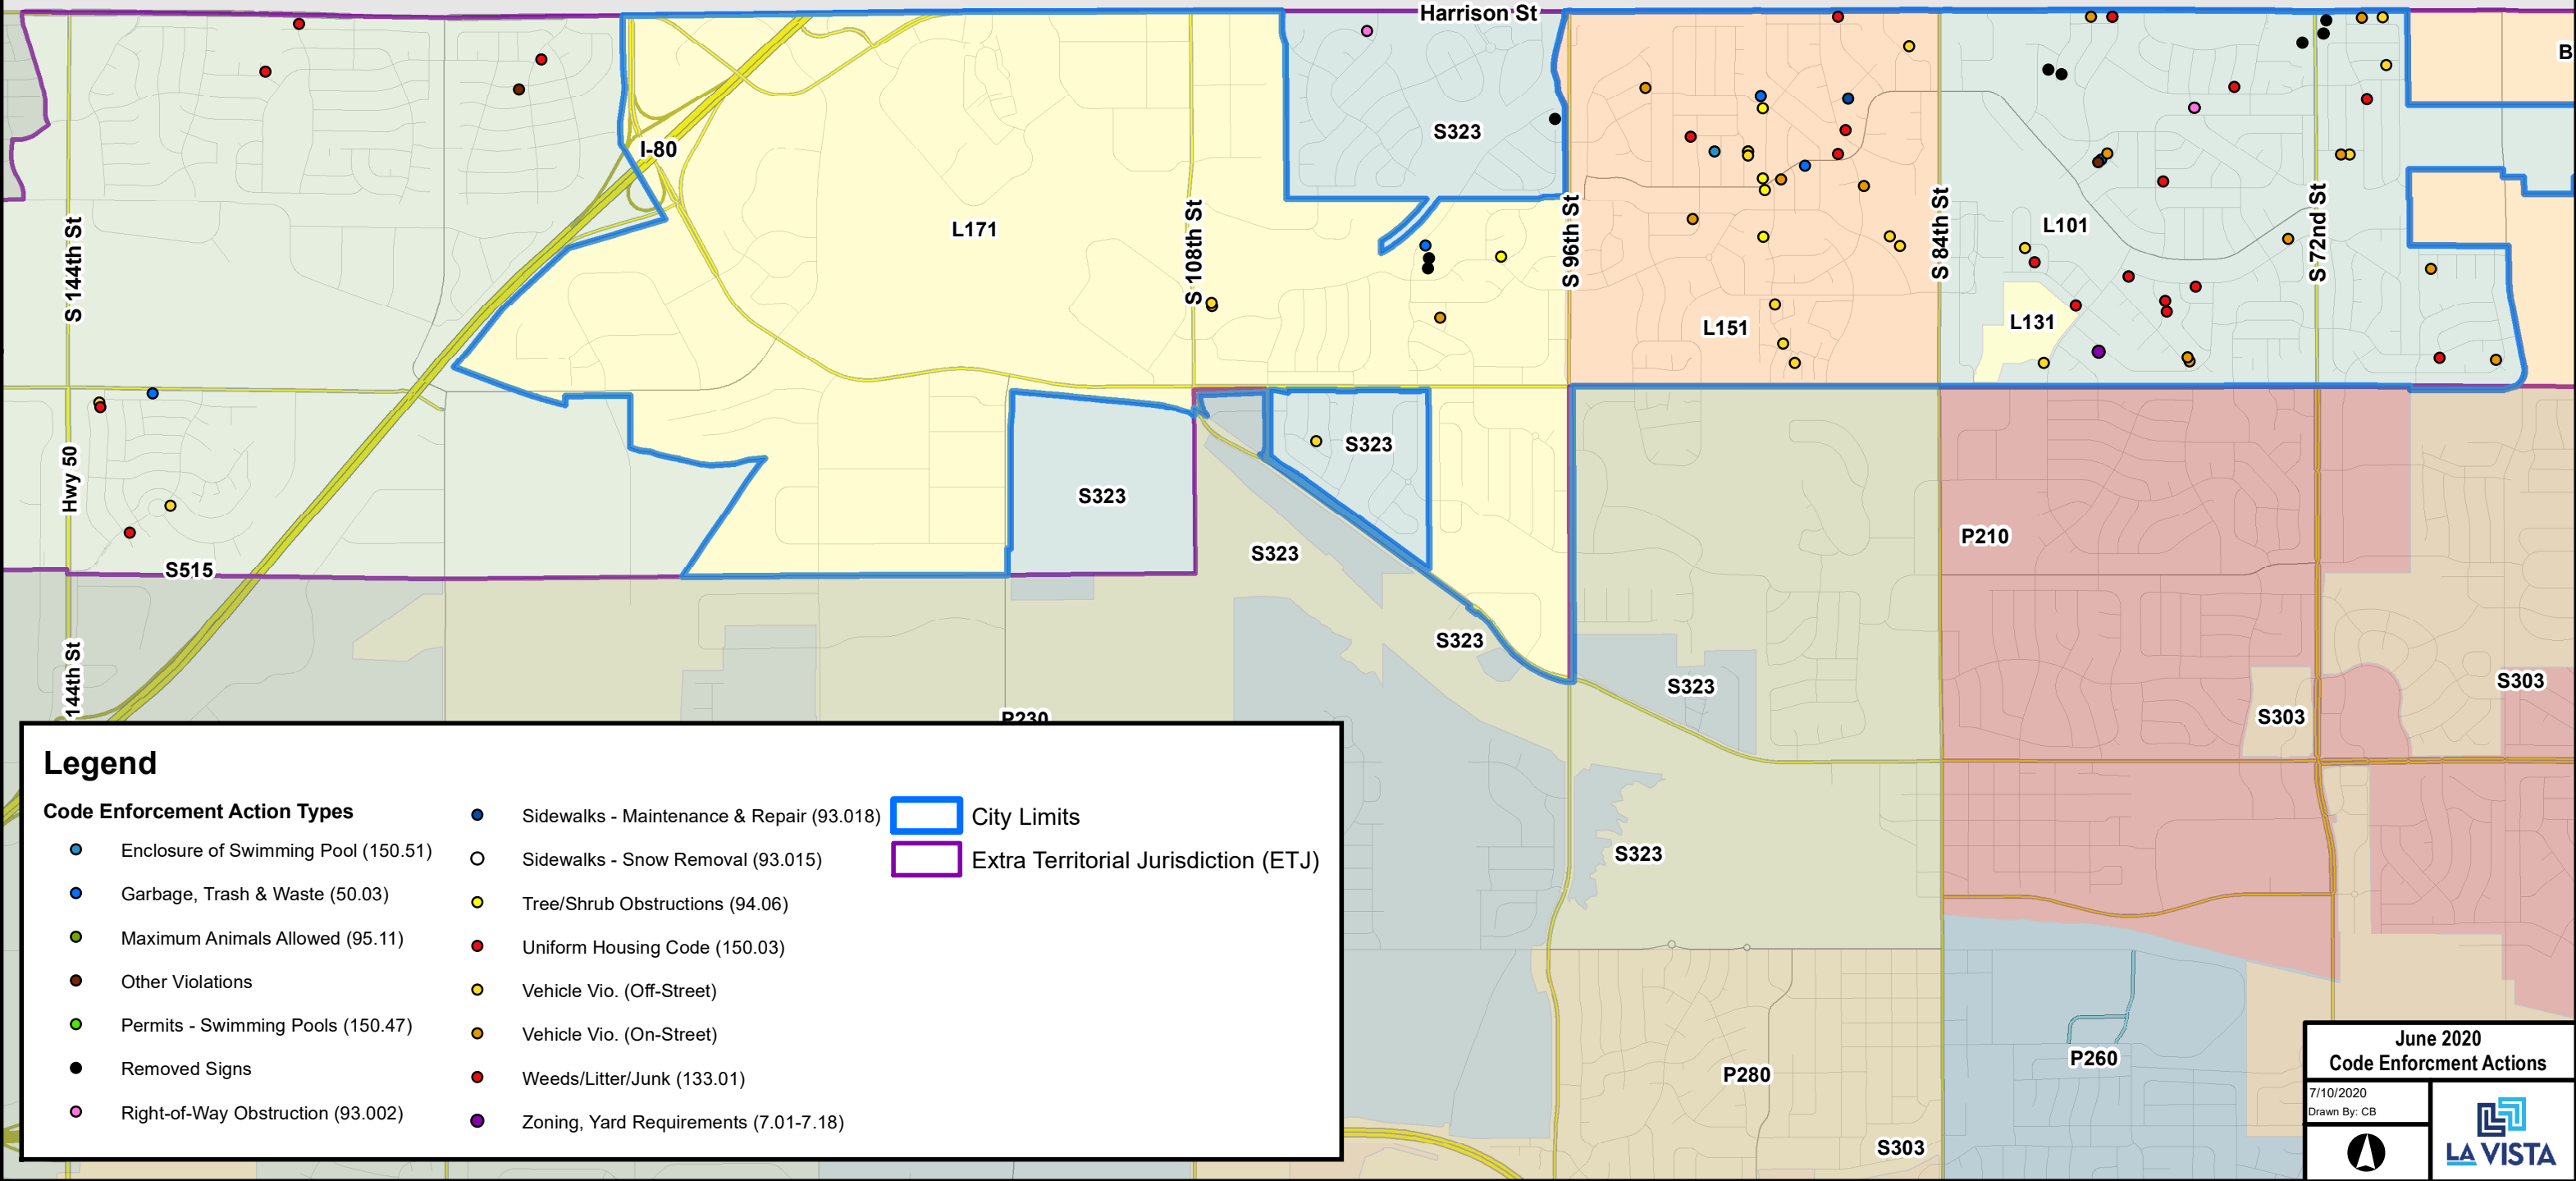 Harrison St
B
I-80
S323
S 144th St
L171
S 108th St
S 96th St
S 84th St
L101
S 72nd St
L151
L131
Hwy 50
S323
S323
S323
P210
S515
S323
S323
S303
S303
144th St
P230
S323
P260
P280
S303
Legend
Code Enforcement Action Types
Enclosure of Swimming Pool (150.51)
Garbage, Trash & Waste (50.03)
Maximum Animals Allowed (95.11)
Other Violations
Permits - Swimming Pools (150.47)
Removed Signs
Right-of-Way Obstruction (93.002)
Sidewalks - Maintenance & Repair (93.018)
Sidewalks - Snow Removal (93.015)
Tree/Shrub Obstructions (94.06)
Uniform Housing Code (150.03)
Vehicle Vio. (Off-Street)
Vehicle Vio. (On-Street)
Weeds/Litter/Junk (133.01)
Zoning, Yard Requirements (7.01-7.18)
City Limits
Extra Territorial Jurisdiction (ETJ)
June 2020
Code Enforcment Actions
7/10/2020
Drawn By: CB
LA VISTA